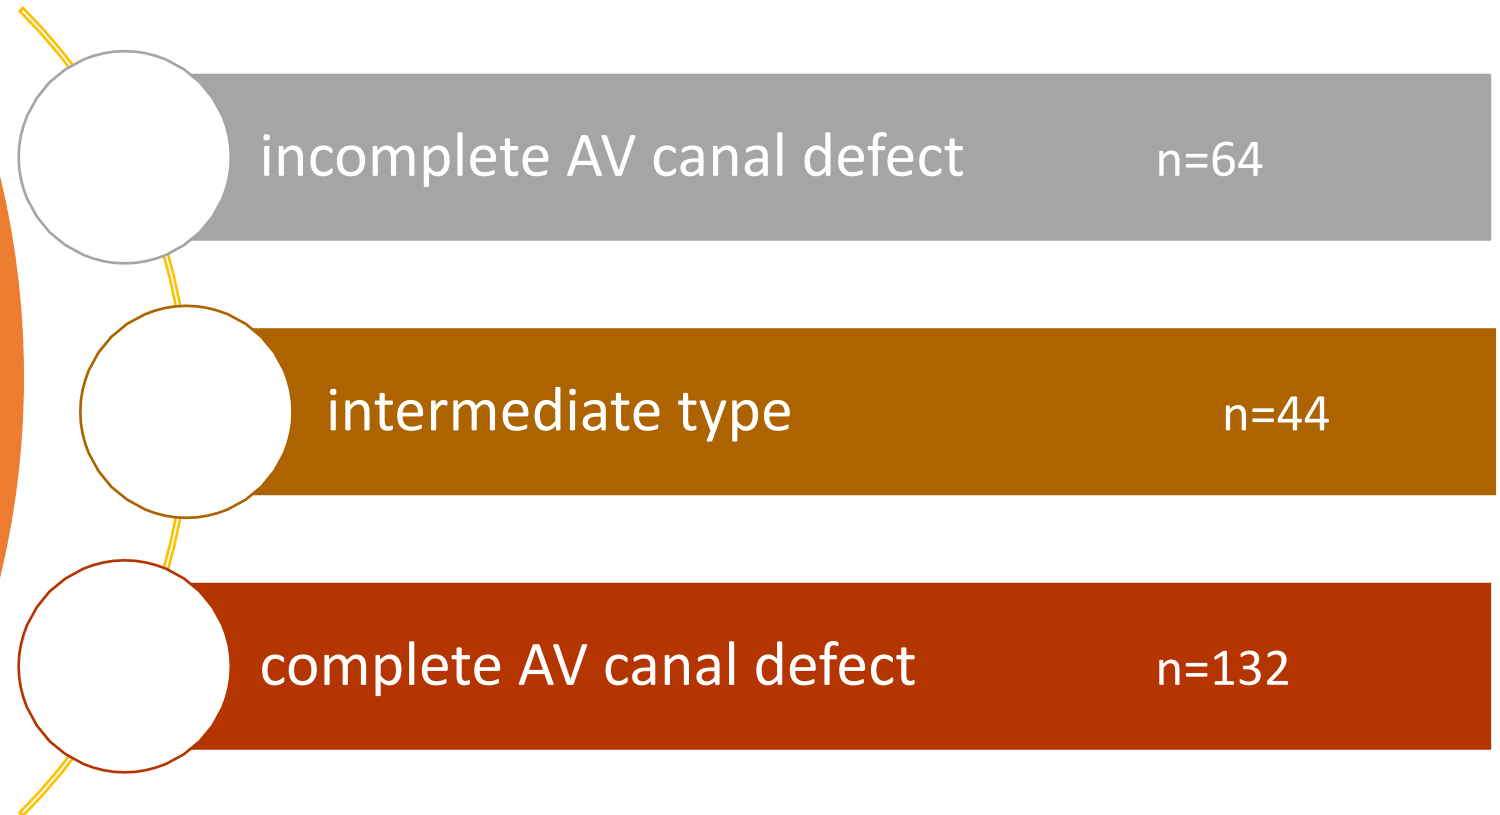 incomplete AV canal defect n=64
intermediate type n=44
complete AV canal defect n=132